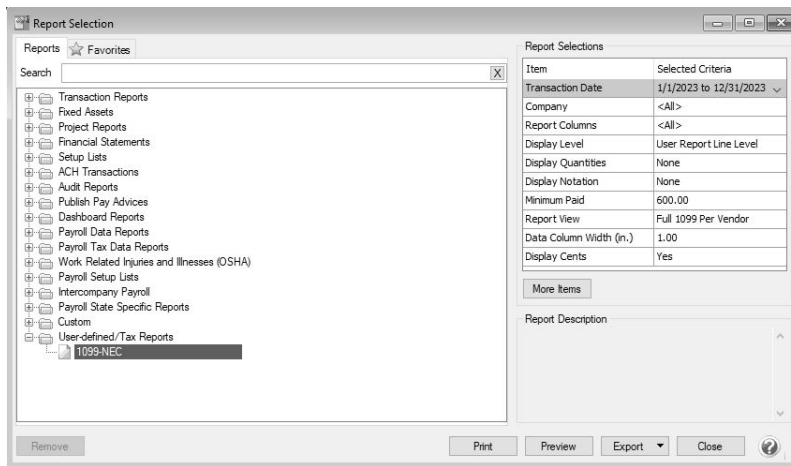 Report Selection
Reports Favorites
Search X
Transaction Reports
Fixed Assets
Project Reports
Financial Statements
Setup Lists
ACH Transactions
Audit Reports
Publish Pay Advices
Dashboard Reports
Payroll Data Reports
Payroll Tax Data Reports
Work Related Injuries and Illnesses (OSHA)
Payroll Setup Lists
Intercompany Payroll
Payroll State Specific Reports
Custom
User-defined/Tax Reports
1099-NEC
Report Selections
Item Selected Criteria
Transaction Date 1/1/2023 to 12/31/2023
Company <All>
Report Columns <All>
Display Level User Report Line Level
Display Quantities None
Display Notation None
Minimum Paid 600.00
Report View Full 1099 Per Vendor
Data Column Width (in.) 1.00
Display Cents Yes
More Items
Report Description
Remove Print Preview Export Close ?